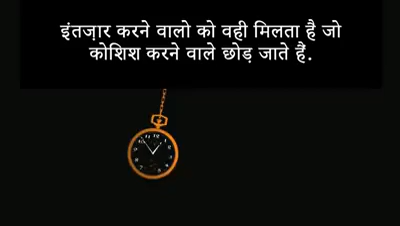 इंतज़ार करने वालो को वही मिलता है जो
कोशिश करने वाले छोड़ जाते हैं.